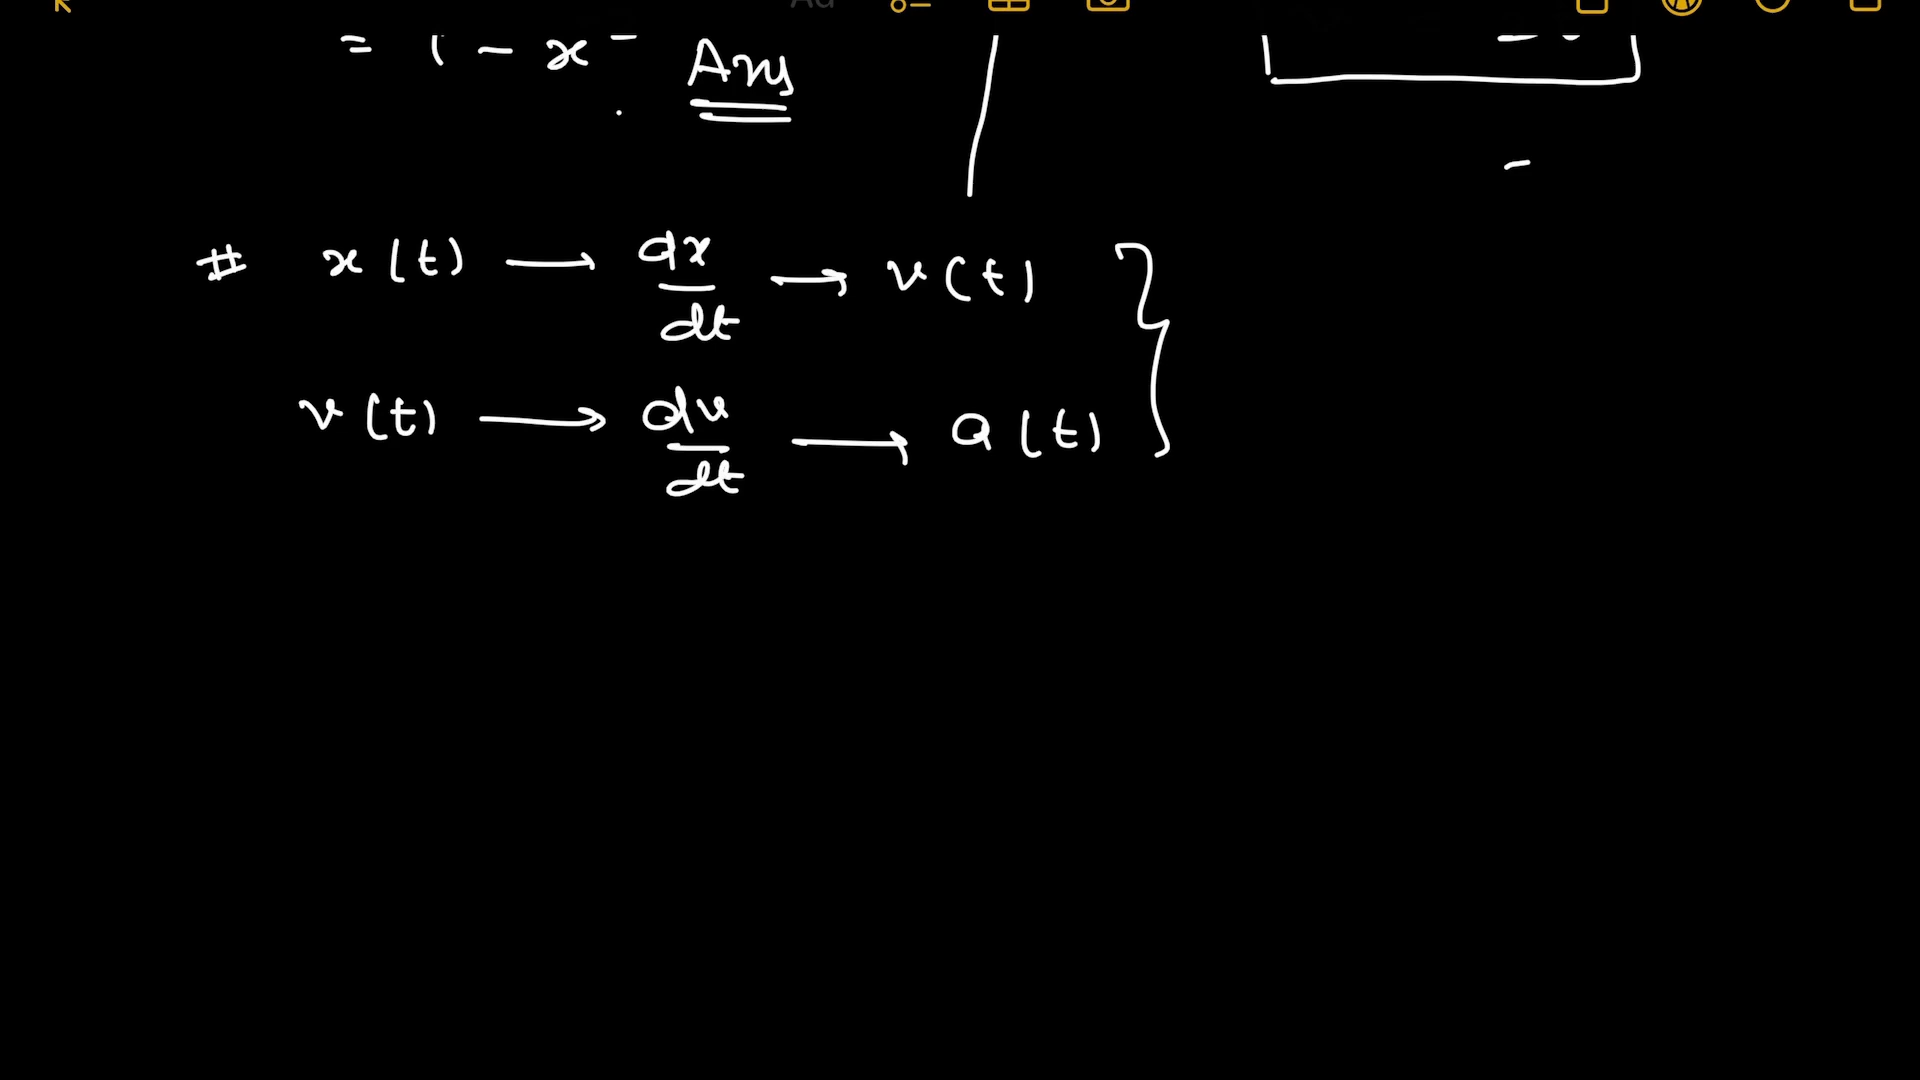 = 1 - x
Ans
# x(t) → dx/dt → v(t) }
v(t) → dv/dt → a(t)